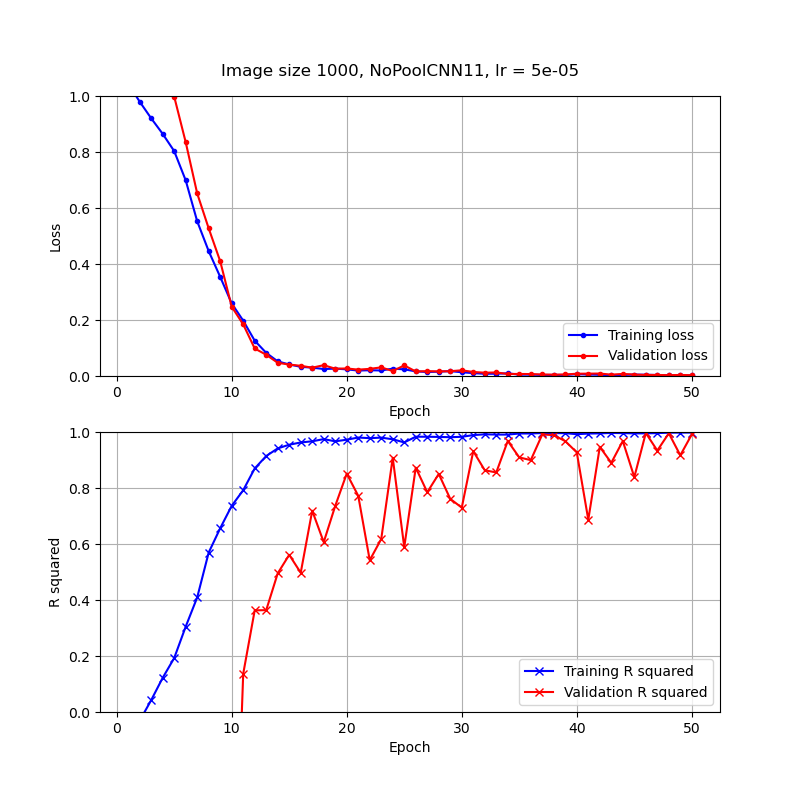 Image size 1000, NoPoolCNN11, lr = 5e-05
1.0
0.8
0.6
0.4
0.2
0.0
Loss
Training loss
Validation loss
0 10 20 30 40 50
Epoch
1.0
0.8
0.6
0.4
0.2
0.0
R squared
Training R squared
Validation R squared
0 10 20 30 40 50
Epoch